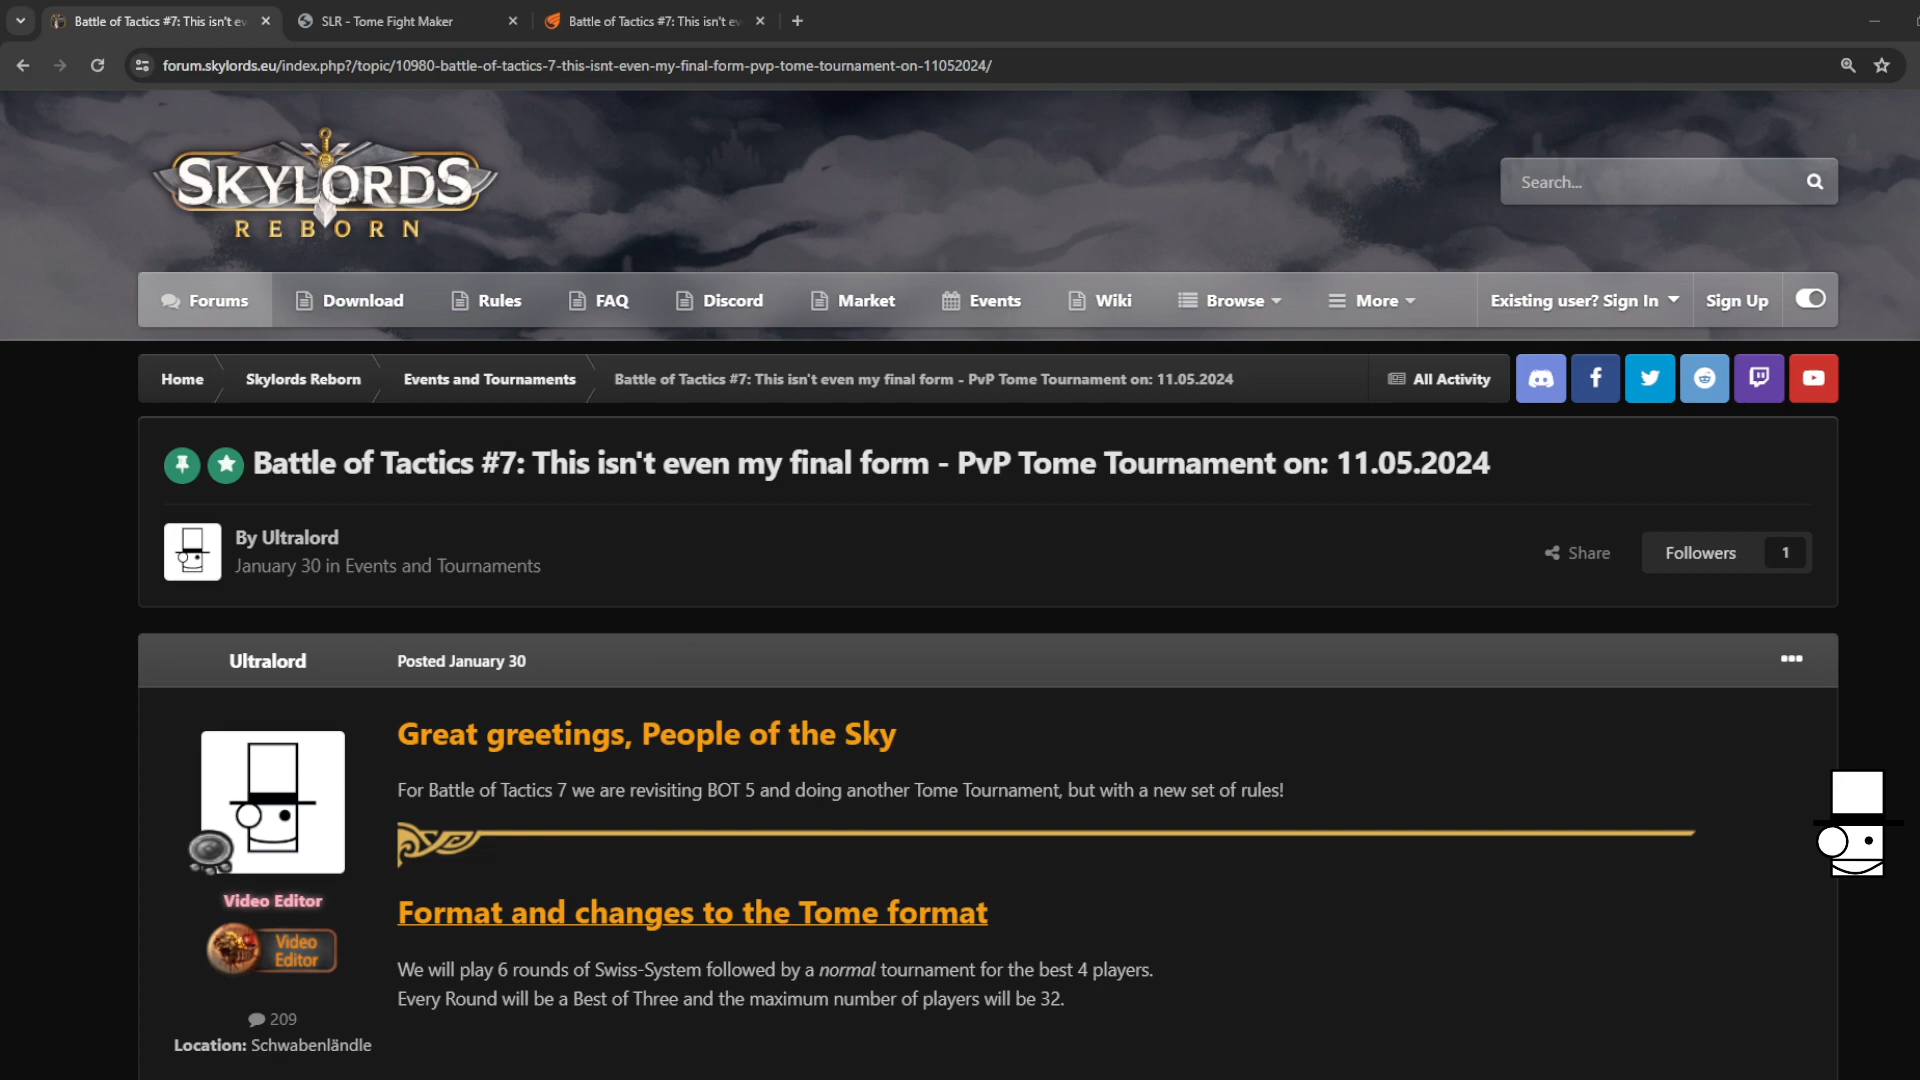 Battle of Tactics #7: This isn't ev
SLR - Tome Fight Maker
Battle of Tactics #7: This isn't ev
forum.skylords.eu/index.php?/topic/10980-battle-of-tactics-7-this-isnt-even-my-final-form-pvp-tome-tournament-on-11052024/
SKYLORDS
REBORN
Search...
Forums
Download
Rules
FAQ
Discord
Market
Events
Wiki
Browse
More
Existing user? Sign In
Sign Up
Home
Skylords Reborn
Events and Tournaments
Battle of Tactics #7: This isn't even my final form - PvP Tome Tournament on: 11.05.2024
All Activity
Battle of Tactics #7: This isn't even my final form - PvP Tome Tournament on: 11.05.2024
By Ultralord
January 30 in Events and Tournaments
Share
Followers 1
Ultralord
Posted January 30
Great greetings, People of the Sky
For Battle of Tactics 7 we are revisiting BOT 5 and doing another Tome Tournament, but with a new set of rules!
Video Editor
Video
Editor
Format and changes to the Tome format
We will play 6 rounds of Swiss-System followed by a normal tournament for the best 4 players.
Every Round will be a Best of Three and the maximum number of players will be 32.
209
Location: Schwabenländle